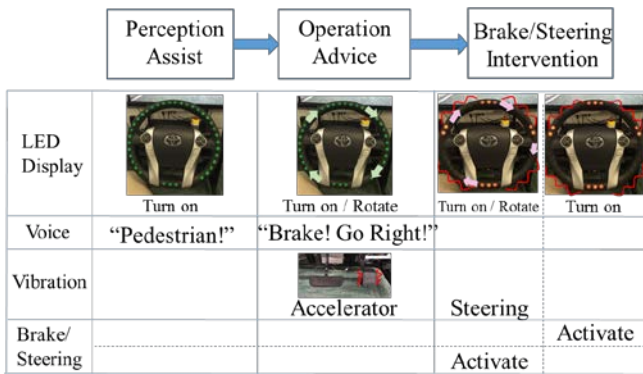 Perception
Assist
Operation
Advice
Brake/Steering
Intervention
LED
Display
Turn on
Turn on / Rotate
Turn on / Rotate
Turn on
Voice
“Pedestrian!”
“Brake! Go Right!”
Vibration
Accelerator
Steering
Brake/
Steering
Activate
Activate